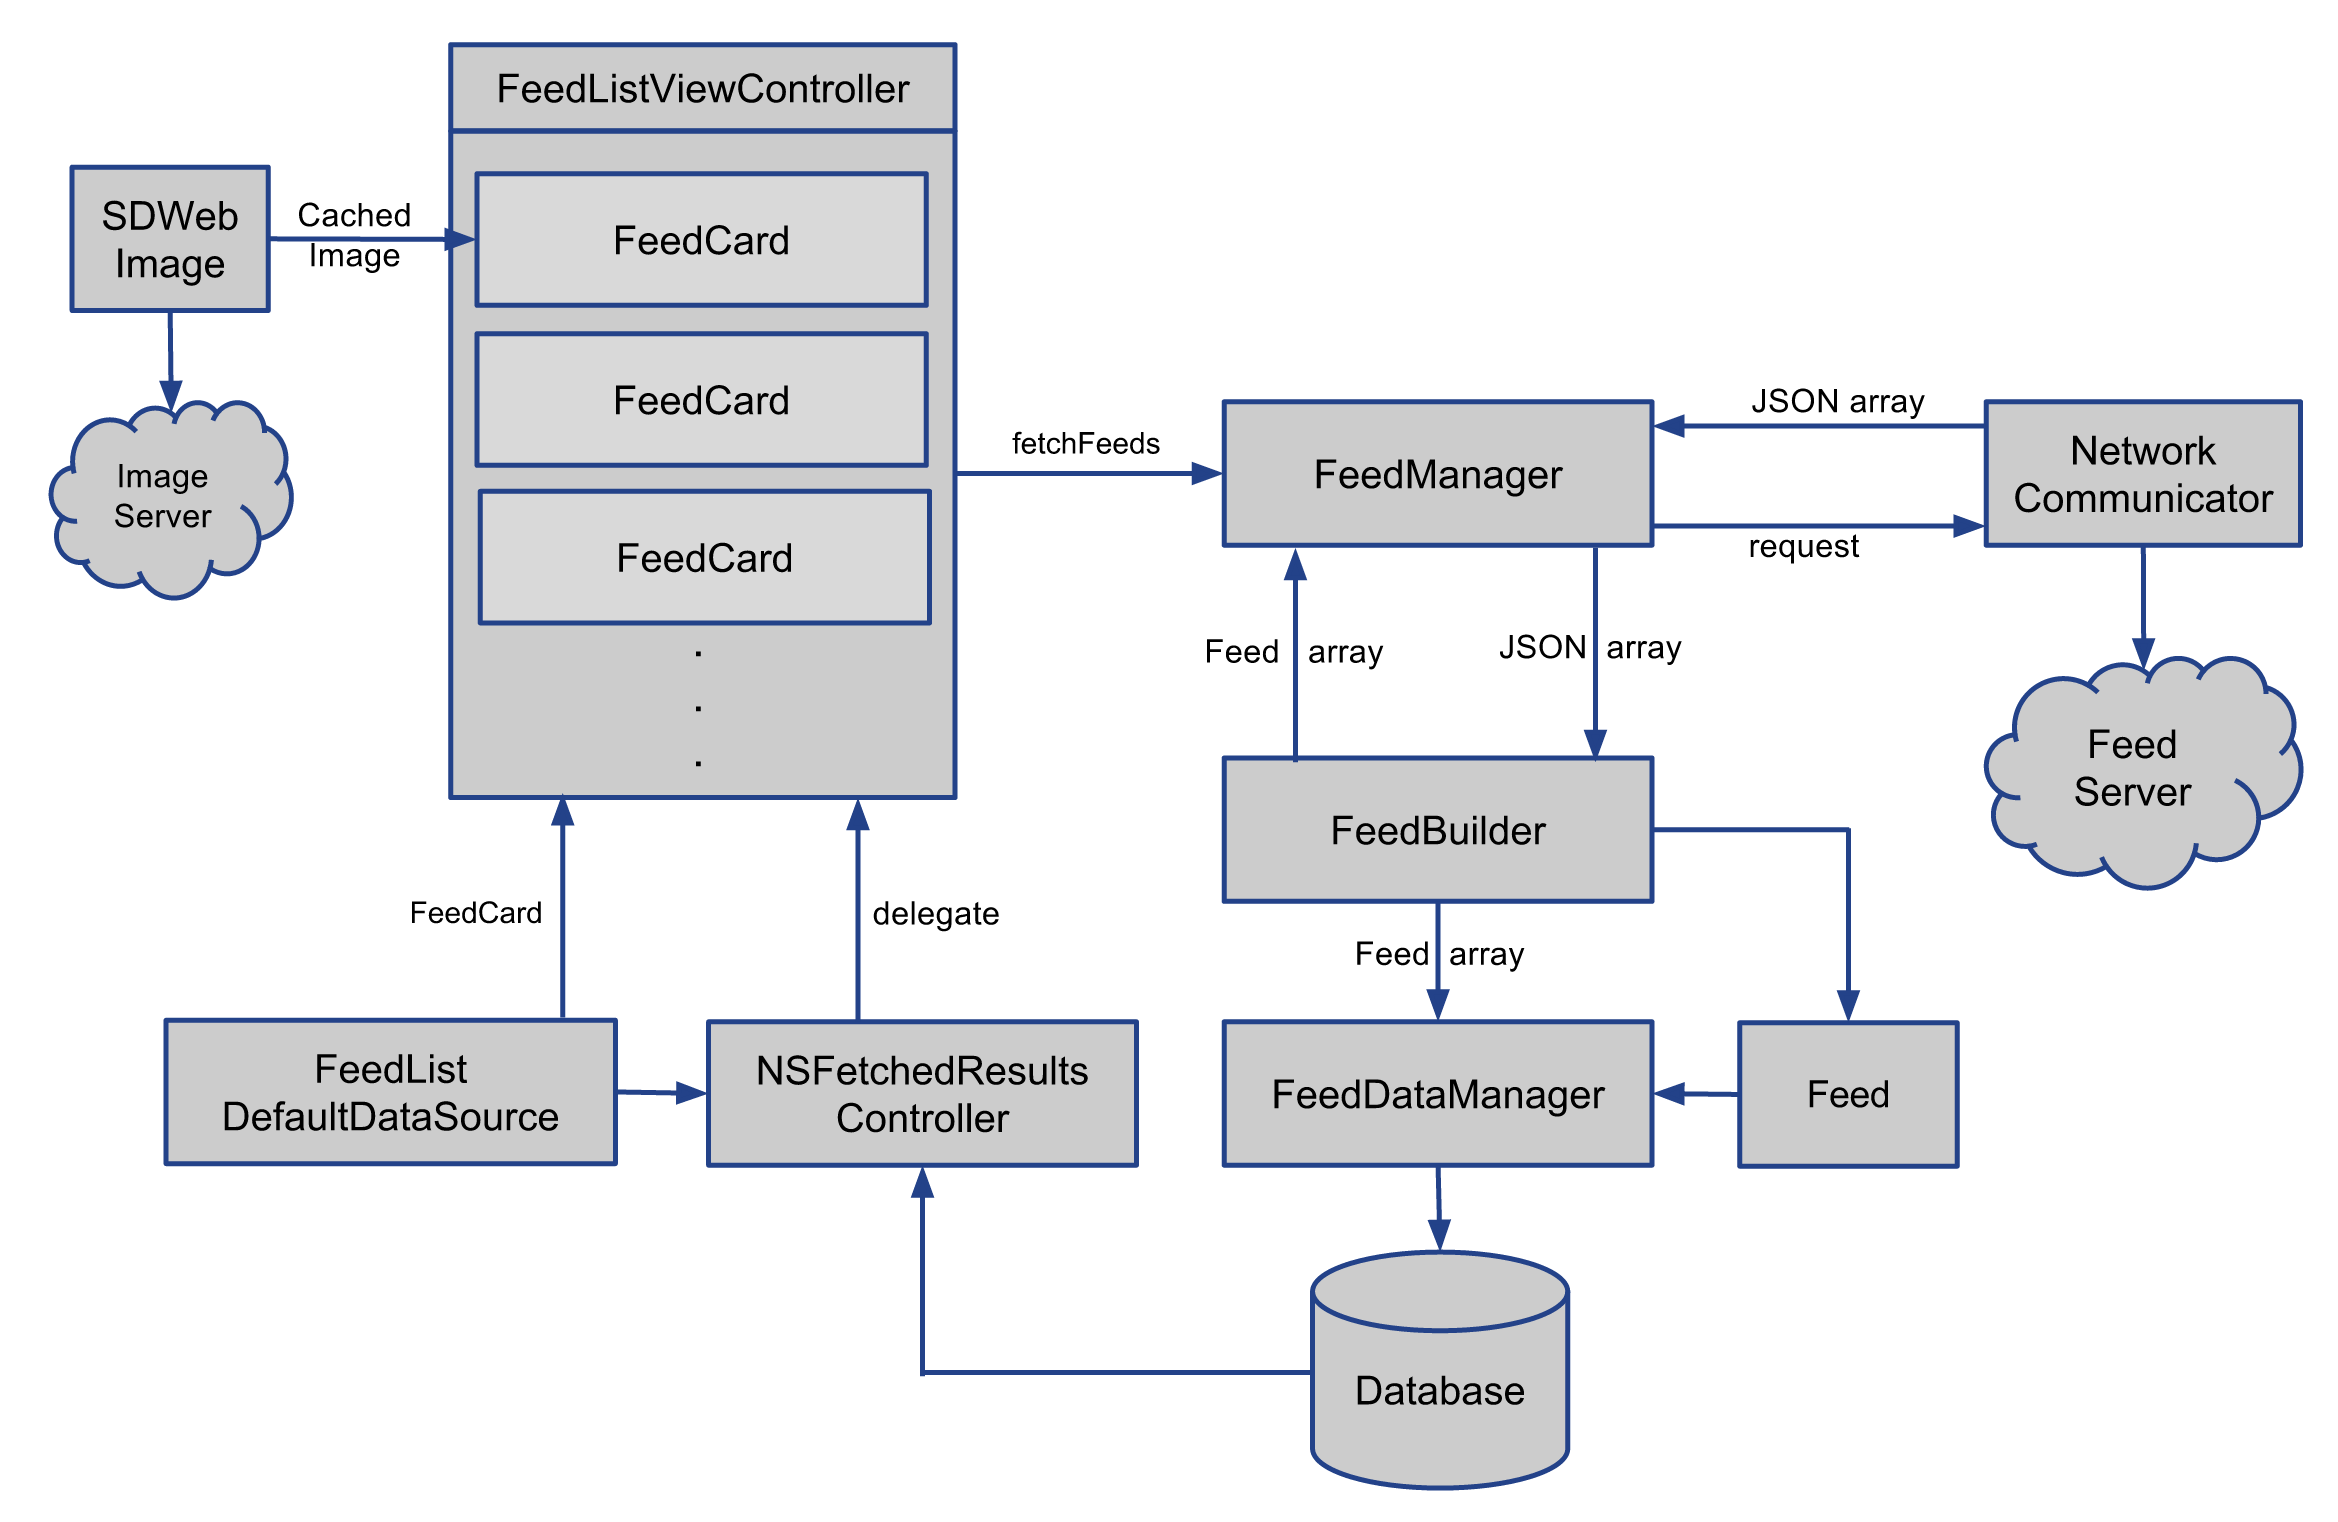 FeedListViewController
SDWeb
Image
Cached
Image
FeedCard
FeedCard
FeedCard
.
.
.
Image
Server
fetchFeeds
FeedManager
JSON array
request
Network
Communicator
Feed array
JSON array
Feed
Server
FeedBuilder
FeedCard
delegate
Feed array
FeedList
DefaultDataSource
NSFetchedResults
Controller
FeedDataManager
Feed
Database